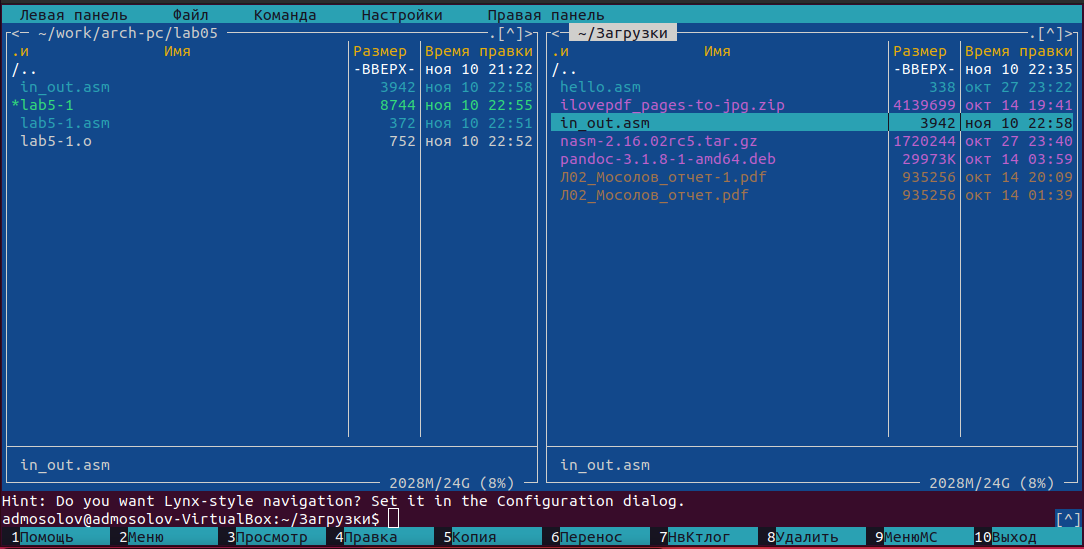 Левая панель Файл Команда Настройки Правая панель
<─ ~/work/arch-pc/lab05 .[^]> <─ ~/Загрузки .[^]>
.и Имя Размер Время правки .и Имя Размер Время правки
/.. -ВВЕРХ- ноя 10 21:22 /.. -ВВЕРХ- ноя 10 22:35
in_out.asm 3942 ноя 10 22:58 hello.asm 338 окт 27 23:22
*lab5-1 8744 ноя 10 22:55 ilovepdf_pages-to-jpg.zip 4139699 окт 14 19:41
lab5-1.asm 372 ноя 10 22:51 in_out.asm 3942 ноя 10 22:58
lab5-1.o 752 ноя 10 22:52 nasm-2.16.02rc5.tar.gz 1720244 окт 27 23:40
pandoc-3.1.8-1-amd64.deb 29973K окт 14 03:59
Л02_Мосолов_отчет-1.pdf 935256 окт 14 20:09
Л02_Мосолов_отчет.pdf 935256 окт 14 01:39
in_out.asm in_out.asm
2028M/24G (8%) 2028M/24G (8%)
Hint: Do you want Lynx-style navigation? Set it in the Configuration dialog.
admosolov@admosolov-VirtualBox:~/Загрузки$ [^]
1Помощь 2Меню 3Просмотр 4Правка 5Копия 6Перенос 7НвКтлог 8Удалить 9МенюМС 10Выход